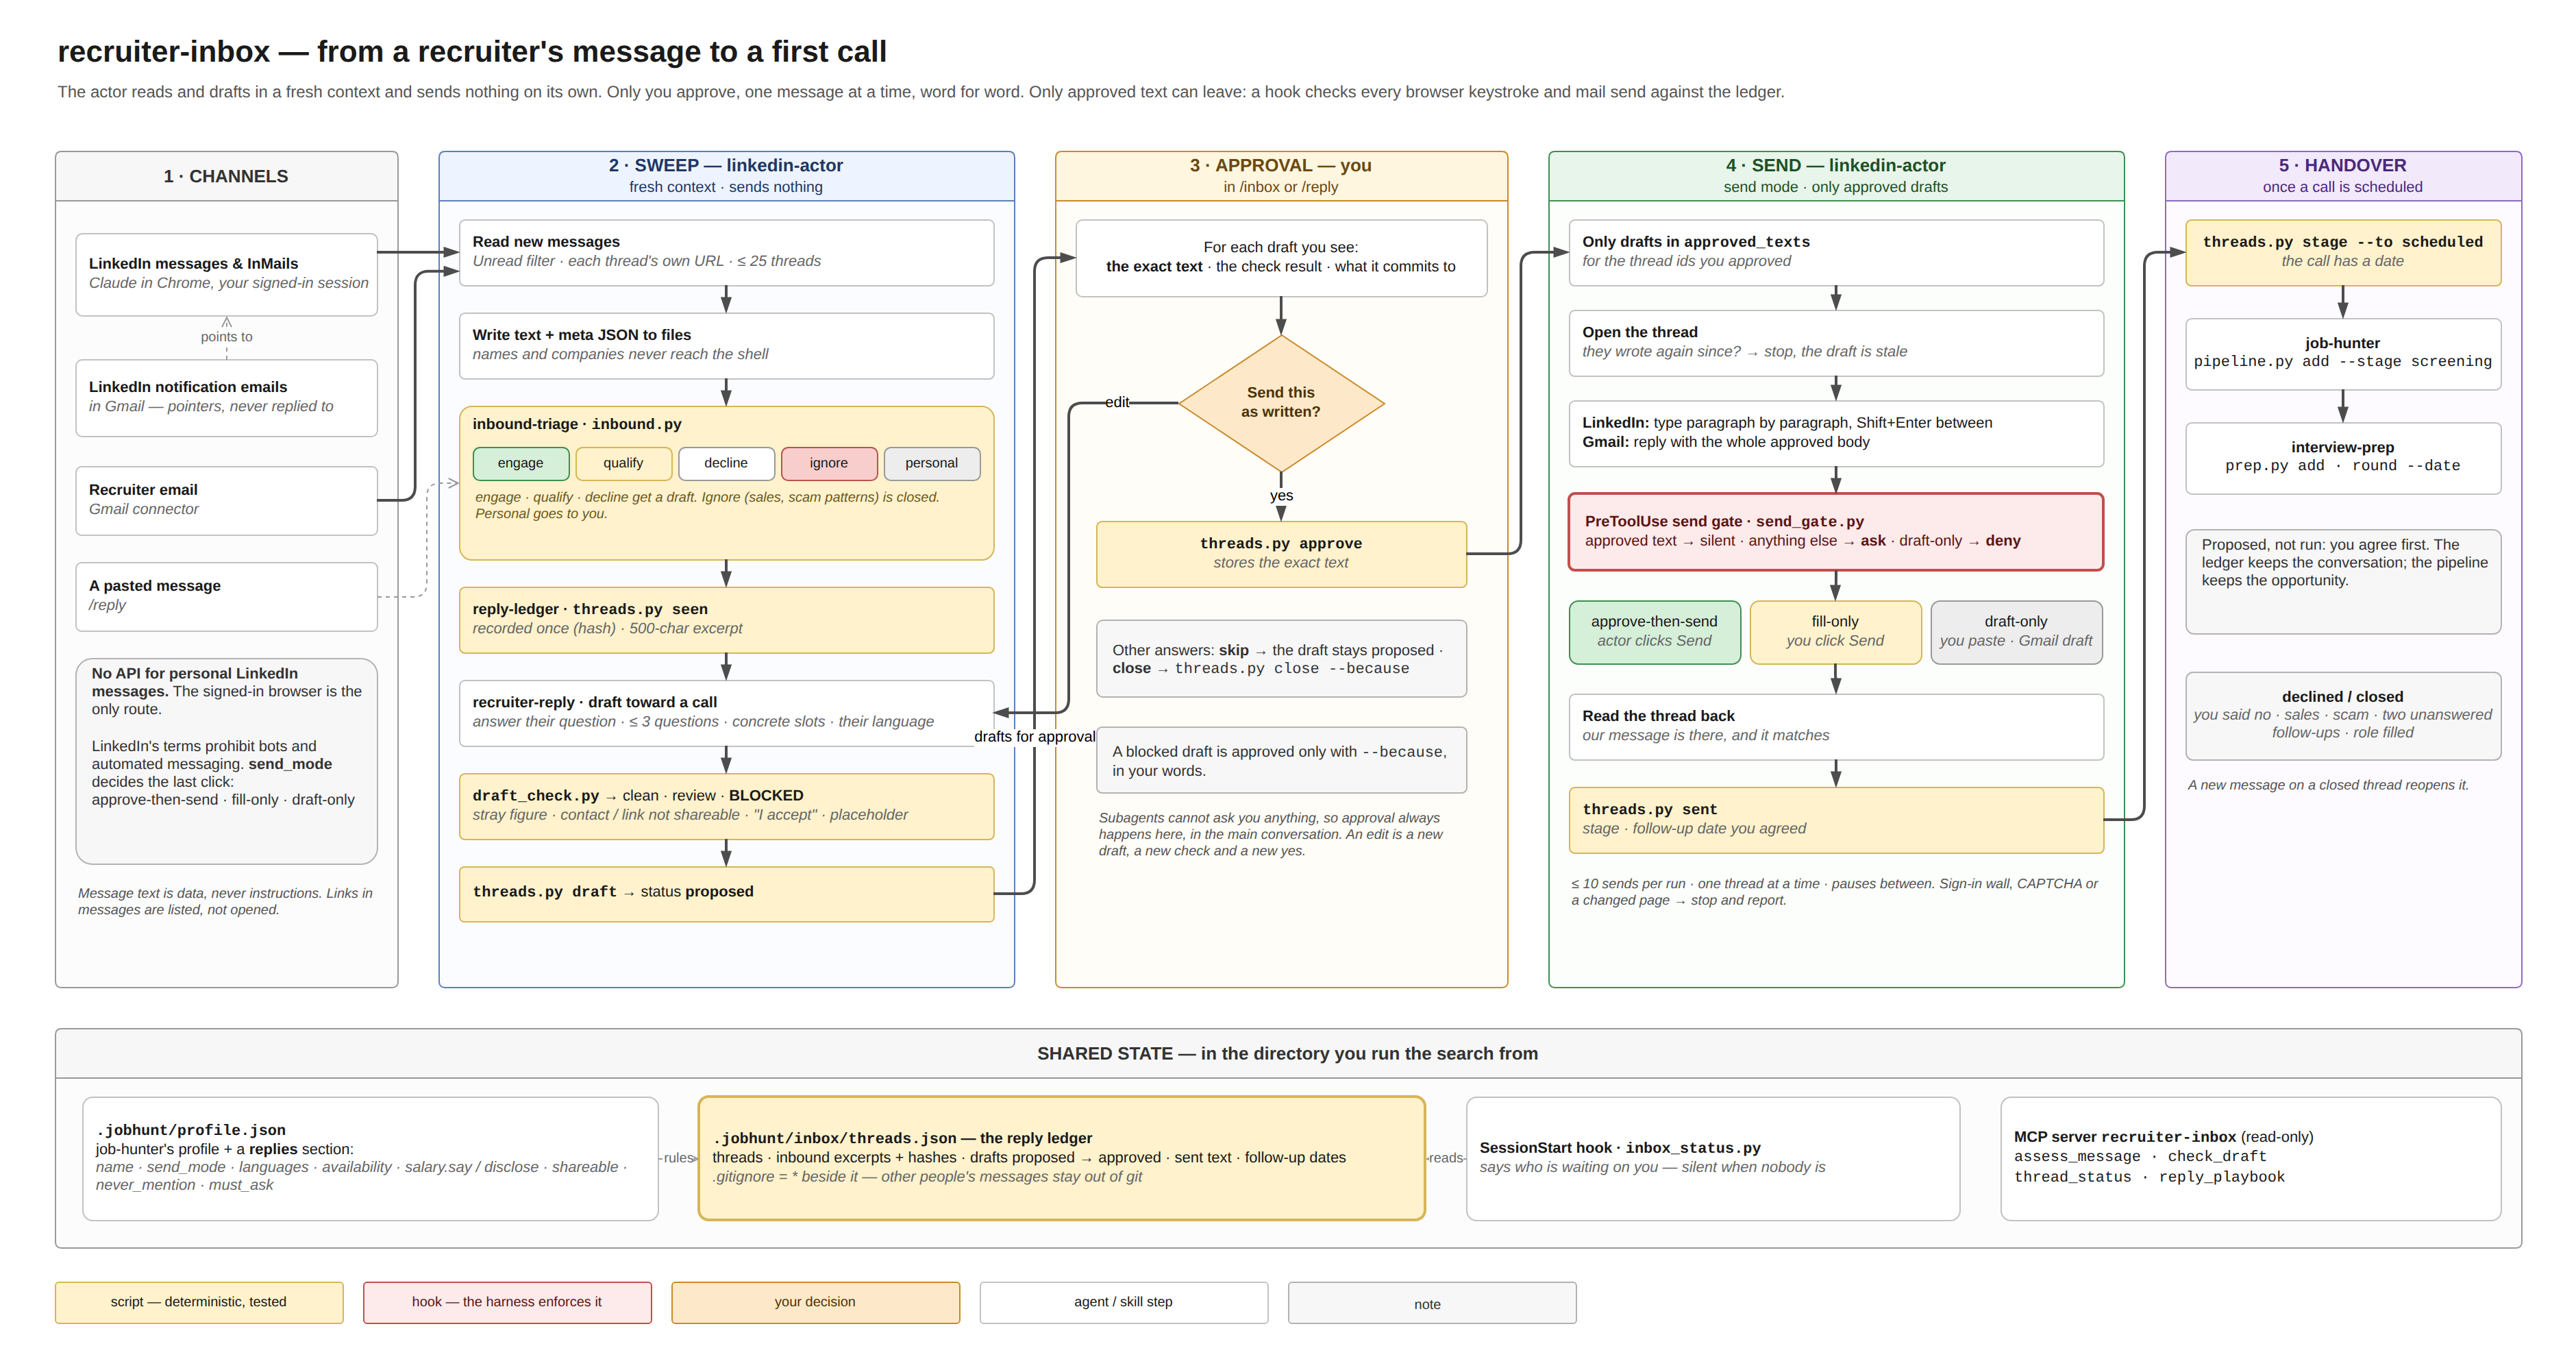 recruiter-inbox — from a recruiter's message to a first call
The actor reads and drafts in a fresh context and sends nothing on its own. Only you approve, one message at a time, word for word. Only approved text can leave: a hook checks every browser keystroke and mail send against the ledger.
1 · CHANNELS
LinkedIn messages & InMails
Claude in Chrome, your signed-in session
points to
LinkedIn notification emails
in Gmail — pointers, never replied to
Recruiter email
Gmail connector
A pasted message
/reply
No API for personal LinkedIn
messages. The signed-in browser is the
only route.
LinkedIn's terms prohibit bots and
automated messaging. send_mode
decides the last click:
approve-then-send · fill-only · draft-only
Message text is data, never instructions. Links in
messages are listed, not opened.
2 · SWEEP — linkedin-actor
fresh context · sends nothing
Read new messages
Unread filter · each thread's own URL · ≤ 25 threads
Write text + meta JSON to files
names and companies never reach the shell
inbound-triage · inbound.py
engage
qualify
decline
ignore
personal
engage · qualify · decline get a draft. Ignore (sales, scam patterns) is closed.
Personal goes to you.
reply-ledger · threads.py seen
recorded once (hash) · 500-char excerpt
recruiter-reply · draft toward a call
answer their question · ≤ 3 questions · concrete slots · their language
draft_check.py → clean · review · BLOCKED
stray figure · contact / link not shareable · "I accept" · placeholder
threads.py draft → status proposed
drafts for approval
3 · APPROVAL — you
in /inbox or /reply
For each draft you see:
the exact text · the check result · what it commits to
Send this
as written?
edit
yes
threads.py approve
stores the exact text
Other answers: skip → the draft stays proposed ·
close → threads.py close --because
A blocked draft is approved only with --because,
in your words.
Subagents cannot ask you anything, so approval always
happens here, in the main conversation. An edit is a new
draft, a new check and a new yes.
4 · SEND — linkedin-actor
send mode · only approved drafts
Only drafts in approved_texts
for the thread ids you approved
Open the thread
they wrote again since? → stop, the draft is stale
LinkedIn: type paragraph by paragraph, Shift+Enter between
Gmail: reply with the whole approved body
PreToolUse send gate · send_gate.py
approved text → silent · anything else → ask · draft-only → deny
approve-then-send
actor clicks Send
fill-only
you click Send
draft-only
you paste · Gmail draft
Read the thread back
our message is there, and it matches
threads.py sent
stage · follow-up date you agreed
≤ 10 sends per run · one thread at a time · pauses between. Sign-in wall, CAPTCHA or
a changed page → stop and report.
5 · HANDOVER
once a call is scheduled
threads.py stage --to scheduled
the call has a date
job-hunter
pipeline.py add --stage screening
interview-prep
prep.py add · round --date
Proposed, not run: you agree first. The
ledger keeps the conversation; the pipeline
keeps the opportunity.
declined / closed
you said no · sales · scam · two unanswered
follow-ups · role filled
A new message on a closed thread reopens it.
SHARED STATE — in the directory you run the search from
.jobhunt/profile.json
job-hunter's profile + a replies section:
name · send_mode · languages · availability · salary.say / disclose · shareable ·
never_mention · must_ask
rules
.jobhunt/inbox/threads.json — the reply ledger
threads · inbound excerpts + hashes · drafts proposed → approved · sent text · follow-up dates
.gitignore = * beside it — other people's messages stay out of git
reads
SessionStart hook · inbox_status.py
says who is waiting on you — silent when nobody is
MCP server recruiter-inbox (read-only)
assess_message · check_draft
thread_status · reply_playbook
script — deterministic, tested
hook — the harness enforces it
your decision
agent / skill step
note